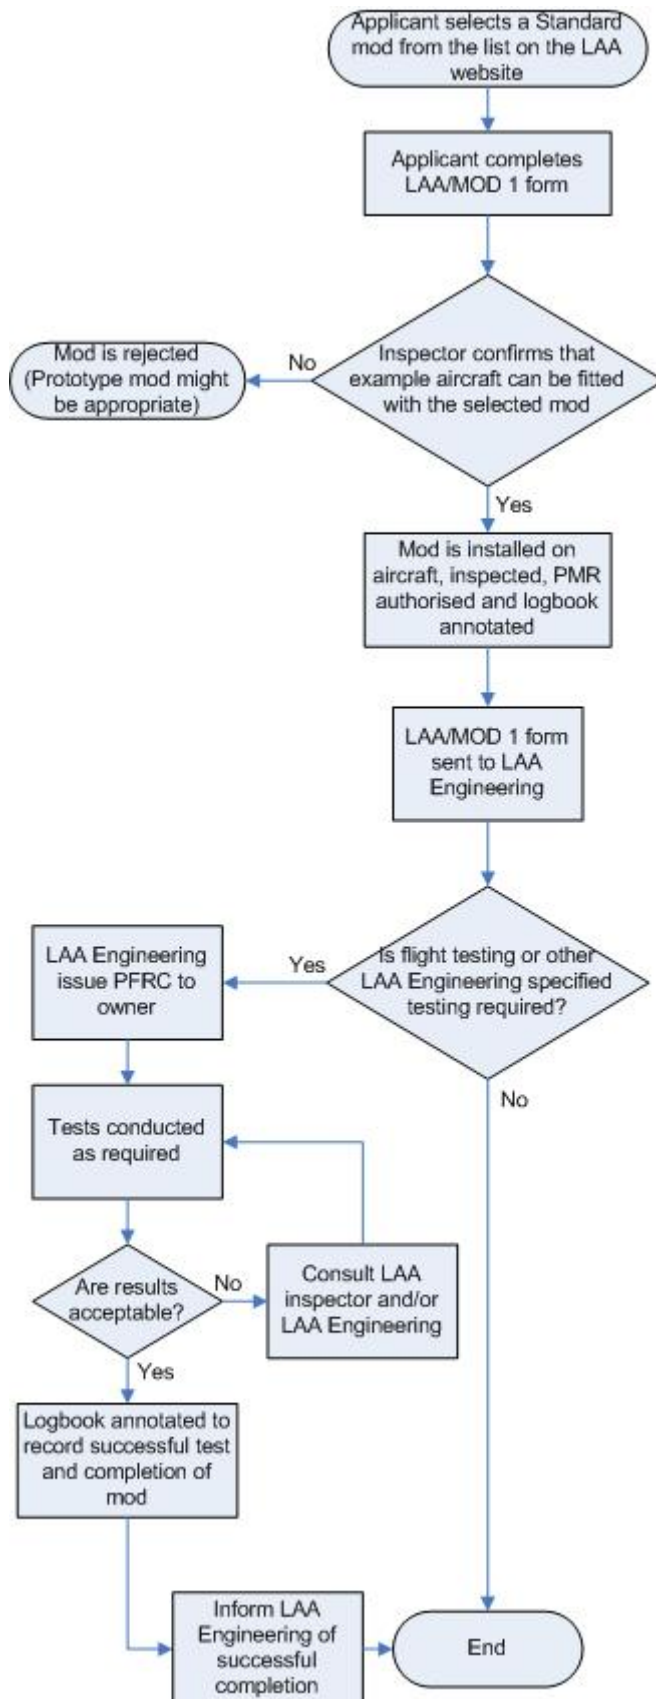 Applicant selects a Standard
mod from the list on the LAA
website
Applicant completes
LAA/MOD 1 form
Inspector confirms that
example aircraft can be fitted
with the selected mod
No
Mod is rejected
(Prototype mod might
be appropriate)
Yes
Mod is installed on
aircraft, inspected, PMR
authorised and logbook
annotated
LAA/MOD 1 form
sent to LAA
Engineering
Is flight testing or other
LAA Engineering specified
testing required?
Yes
LAA Engineering
issue PFRC to
owner
No
Tests conducted
as required
Are results
acceptable?
No
Consult LAA
inspector and/or
LAA Engineering
Yes
Logbook annotated to
record successful test
and completion of
mod
Inform LAA
Engineering of
successful
completion
End